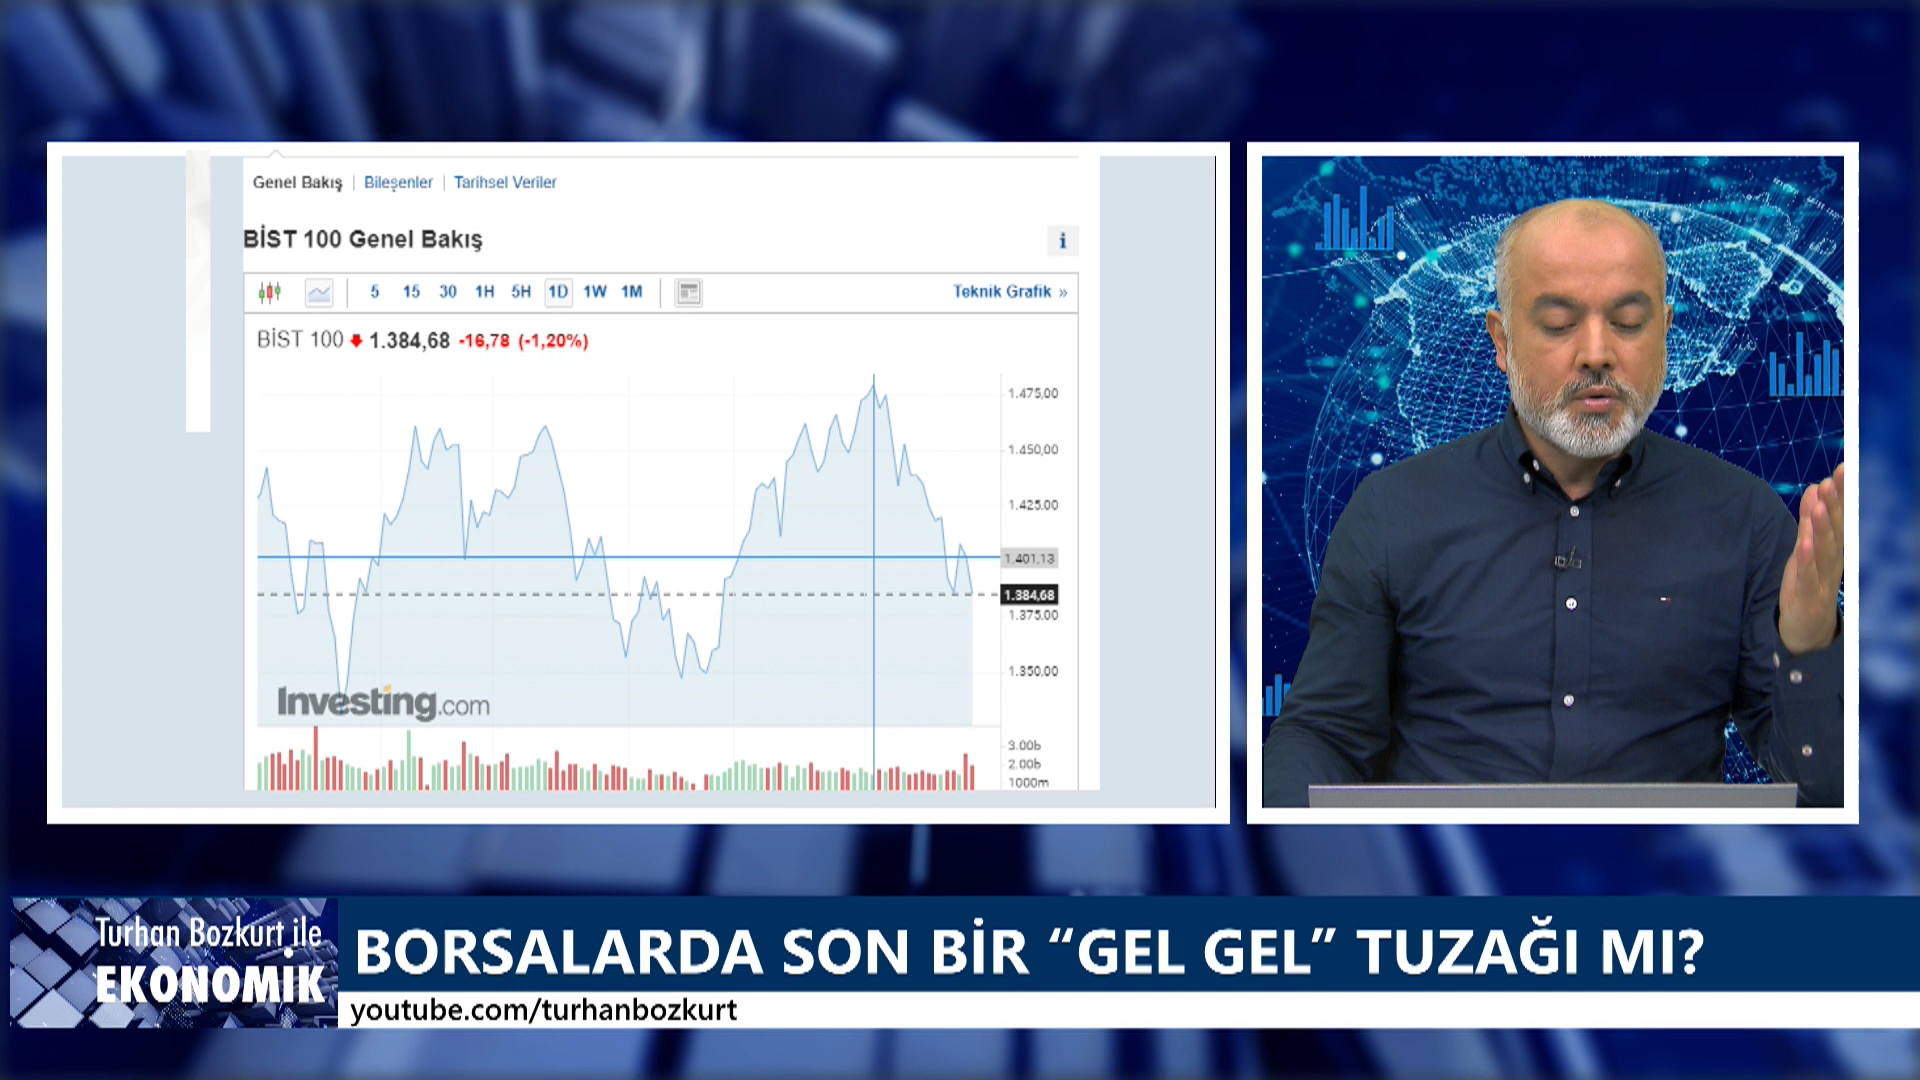 Genel Bakış | Bileşenler | Tarihsel Veriler
BİST 100 Genel Bakış
i
5 15 30 1H 5H 1D 1W 1M
Teknik Grafik »
BİST 100 1.384,68 -16,78 (-1,20%)
1.475,00
1.450,00
1.425,00
1.401,13
1.384,68
1.375,00
1.350,00
Investing.com
3.00b
2.00b
1000m
Turhan Bozkurt ile
EKONOMİK
BORSALARDA SON BİR “GEL GEL” TUZAĞI MI?
youtube.com/turhanbozkurt